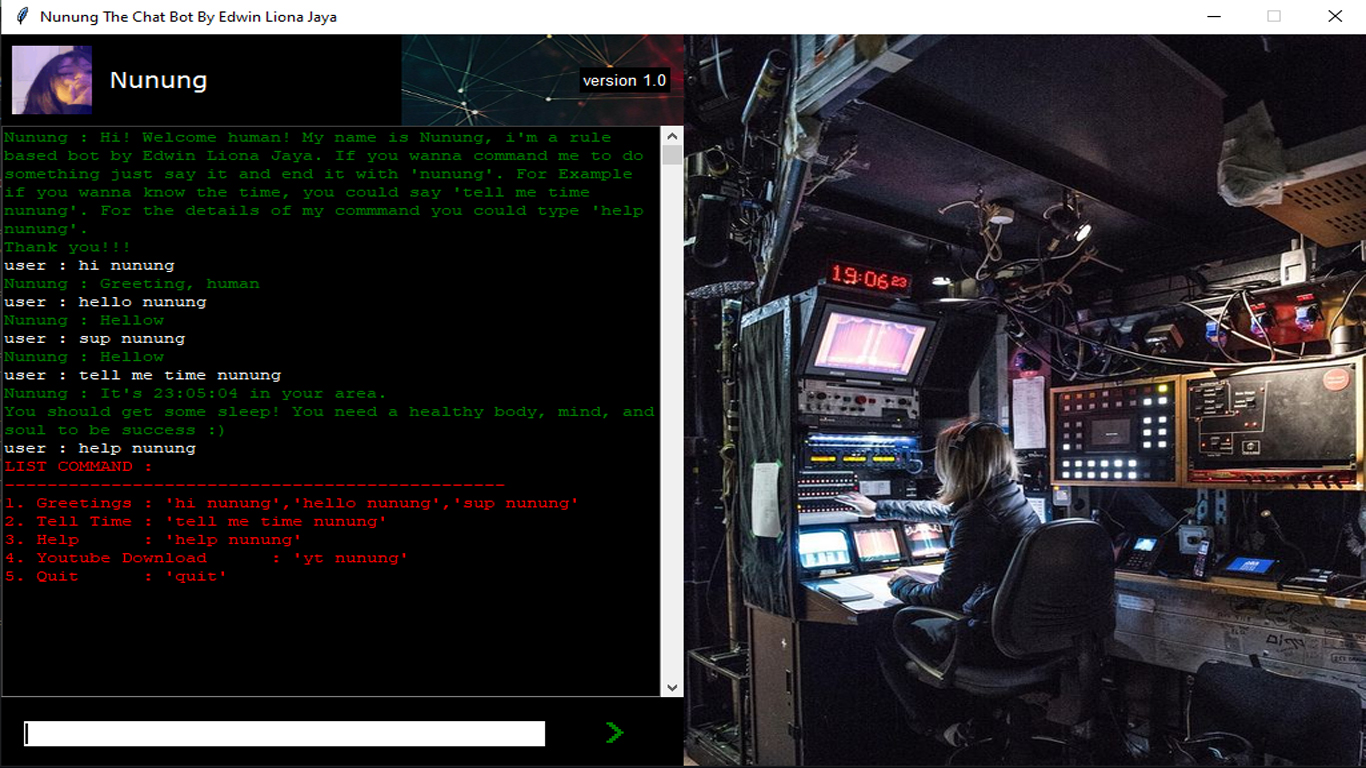 Nunung The Chat Bot By Edwin Liona Jaya
Nunung
version 1.0
Nunung : Hi! Welcome human! My name is Nunung, i'm a rule
based bot by Edwin Liona Jaya. If you wanna command me to do
something just say it and end it with 'nunung'. For Example
if you wanna know the time, you could say 'tell me time
nunung'. For the details of my commmand you could type 'help
nunung'.
Thank you!!!
user : hi nunung
Nunung : Greeting, human
user : hello nunung
Nunung : Hellow
user : sup nunung
Nunung : Hellow
user : tell me time nunung
Nunung : It's 23:05:04 in your area.
You should get some sleep! You need a healthy body, mind, and
soul to be success :)
user : help nunung
LIST COMMAND :
-----------------------------------------------
1. Greetings : 'hi nunung','hello nunung','sup nunung'
2. Tell Time : 'tell me time nunung'
3. Help : 'help nunung'
4. Youtube Download : 'yt nunung'
5. Quit : 'quit'
19:06 23